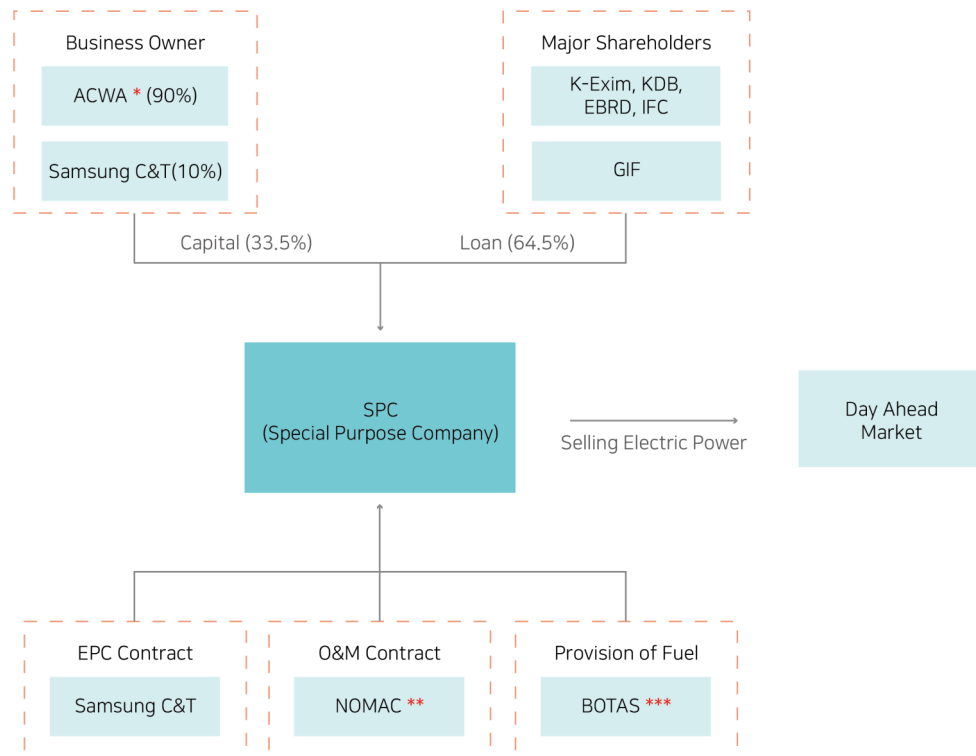 Business Owner
ACWA * (90%)
Samsung C&T(10%)
Major Shareholders
K-Exim, KDB,
EBRD, IFC
GIF
Capital (33.5%)
Loan (64.5%)
SPC
(Special Purpose Company)
Selling Electric Power
Day Ahead
Market
EPC Contract
Samsung C&T
O&M Contract
NOMAC **
Provision of Fuel
BOTAS ***